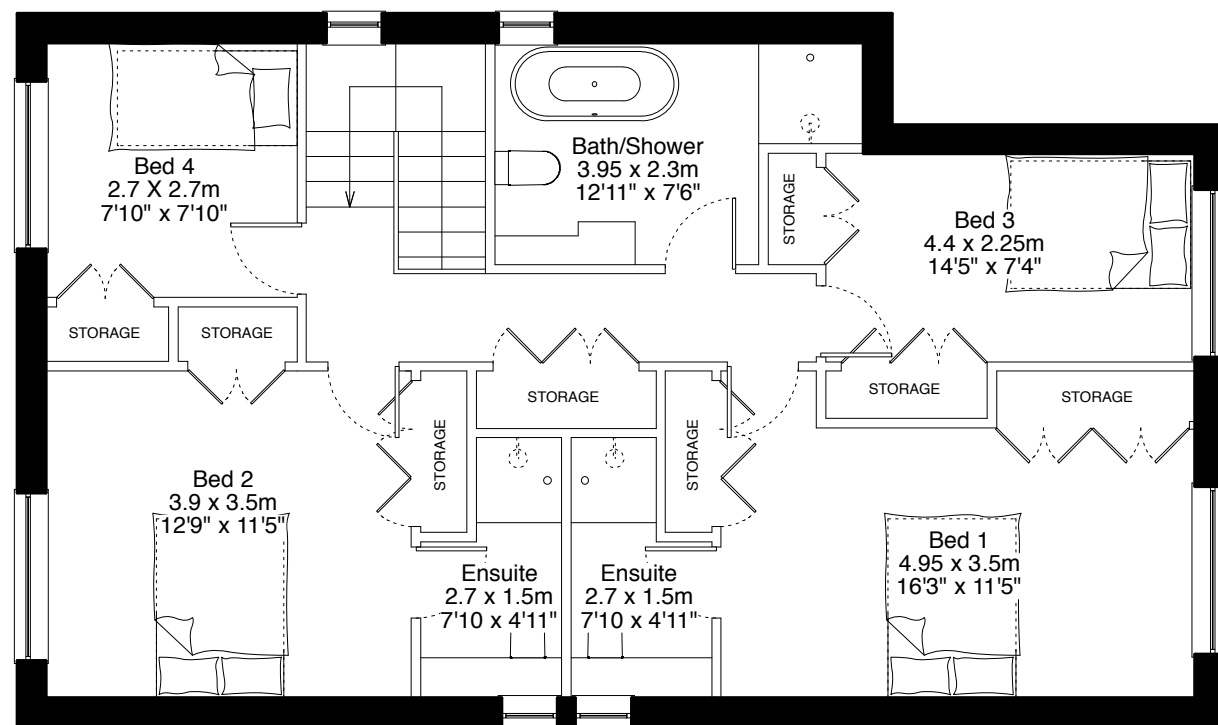 Bed 4
2.7 X 2.7m
7'10" x 7'10"
Bath/Shower
3.95 x 2.3m
12'11" x 7'6"
STORAGE
Bed 3
4.4 x 2.25m
14'5" x 7'4"
STORAGE
STORAGE
STORAGE
STORAGE
STORAGE
STORAGE
STORAGE
Bed 2
3.9 x 3.5m
12'9" x 11'5"
Ensuite
2.7 x 1.5m
7'10 x 4'11"
Ensuite
2.7 x 1.5m
7'10 x 4'11"
Bed 1
4.95 x 3.5m
16'3" x 11'5"